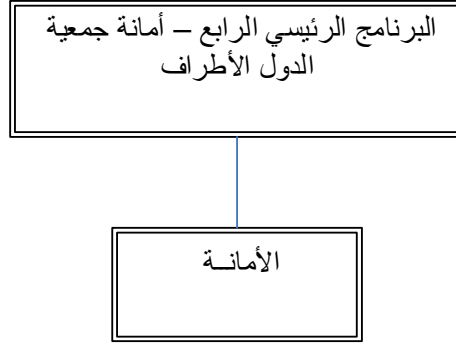 البرنامج الرئيسي الرابع – أمانة جمعية
الدول الأطراف
الأمانــة